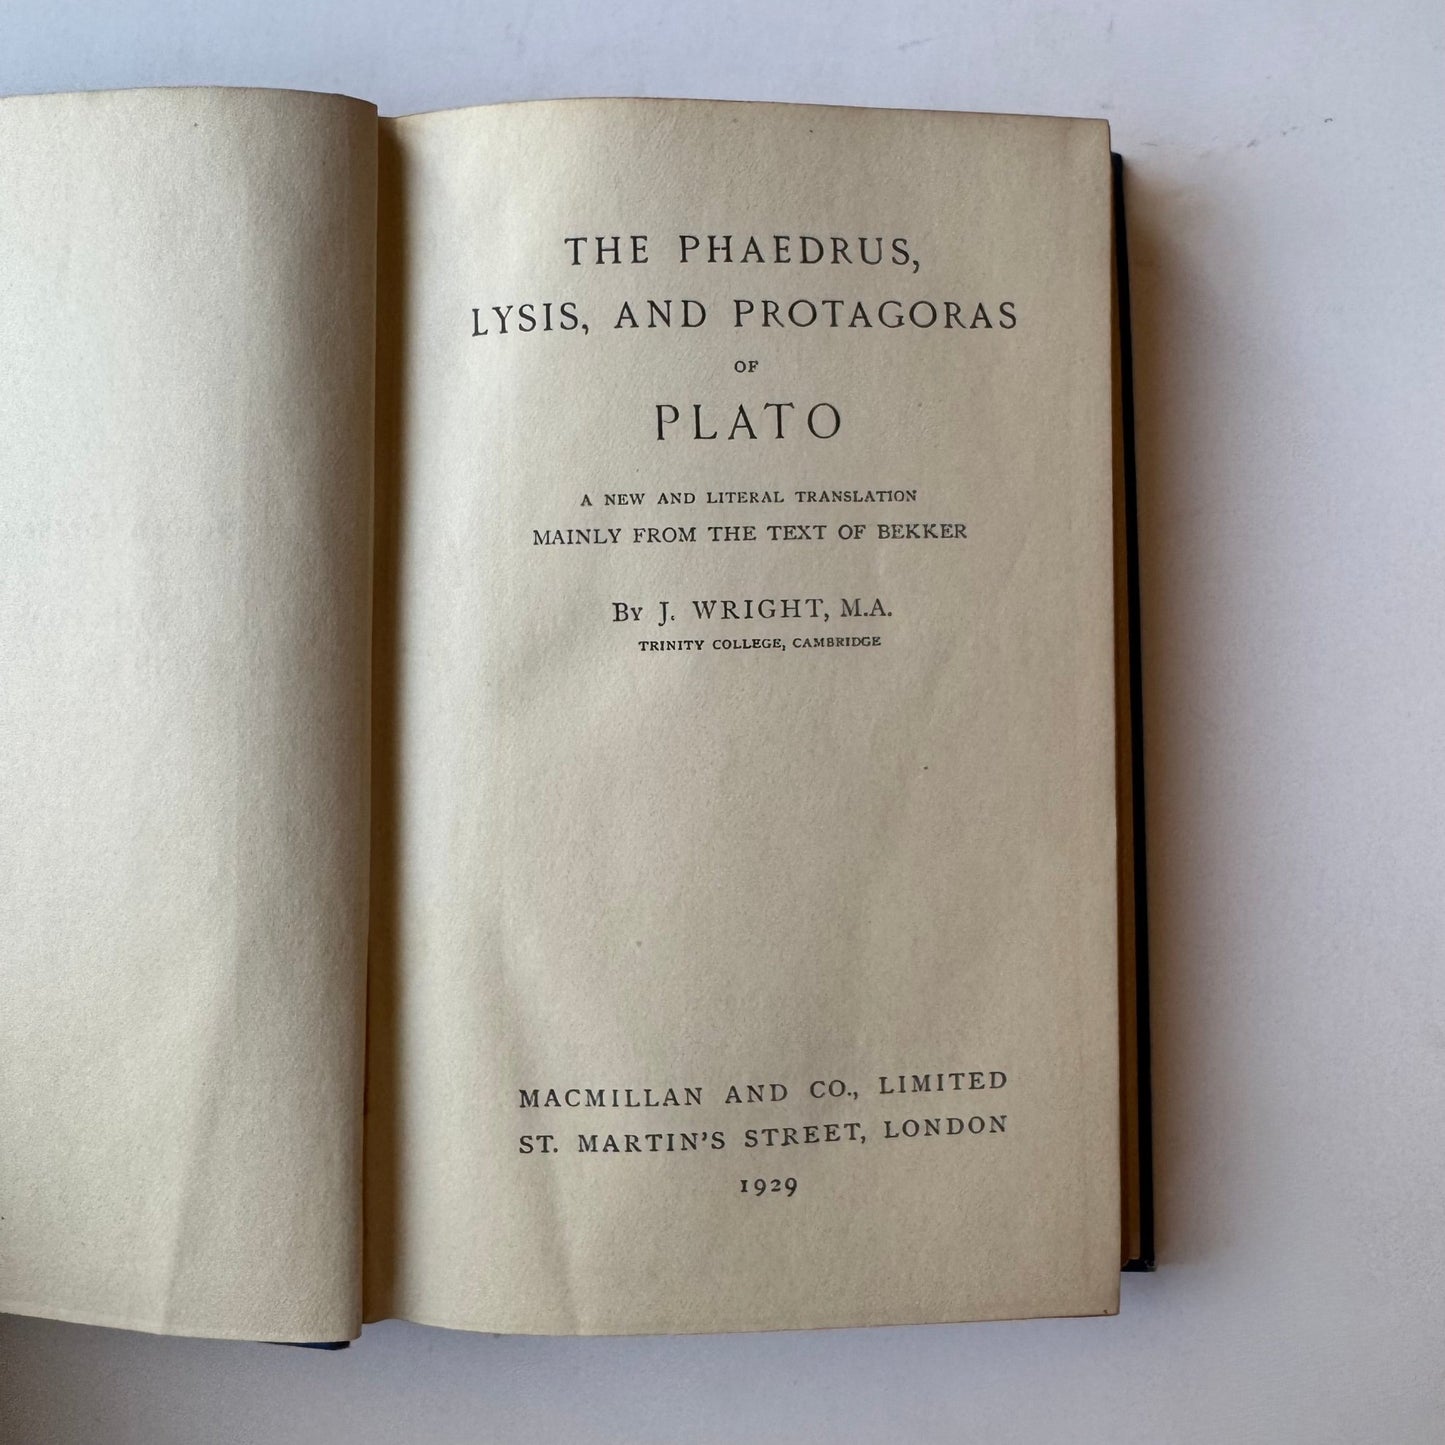 THE PHAEDRUS,
LYSIS, AND PROTAGORAS
OF
PLATO
A NEW AND LITERAL TRANSLATION
MAINLY FROM THE TEXT OF BEKKER
By J. WRIGHT, M.A.
TRINITY COLLEGE, CAMBRIDGE
MACMILLAN AND CO., LIMITED
ST. MARTIN'S STREET, LONDON
1929